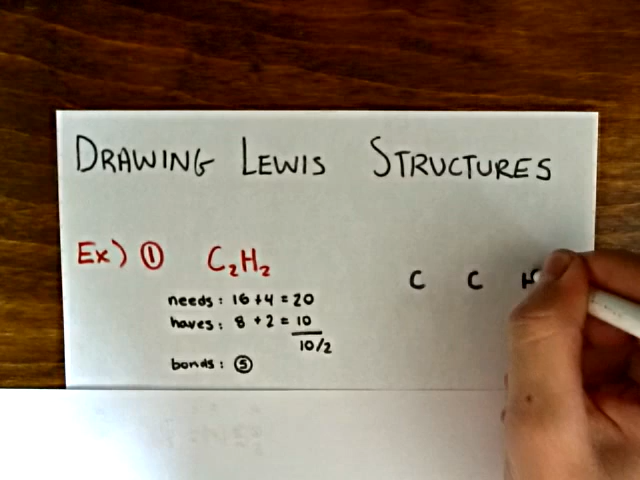 DRAWING LEWIS STRUCTURES
Ex) ① C₂H₂
needs: 16 + 4 = 20
haves: 8 + 2 = 10
10/2
bonds: ⑤
C C H